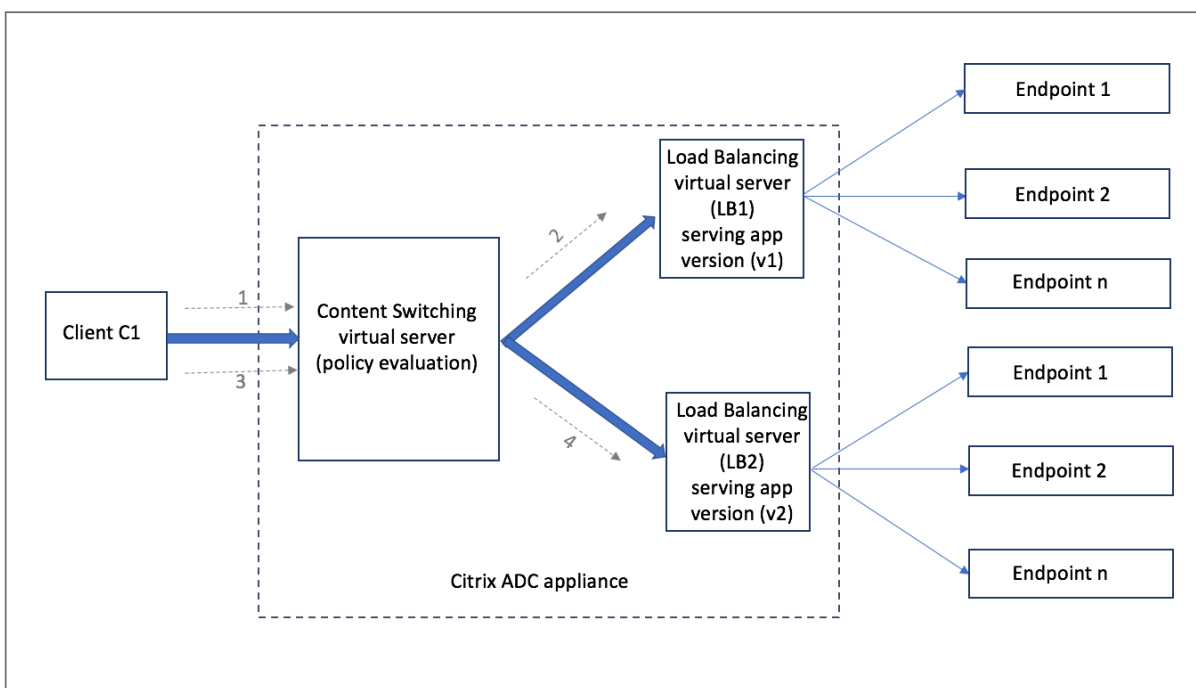 Client C1
1
3
Content Switching
virtual server
(policy evaluation)
2
4
Load Balancing
virtual server
(LB1)
serving app
version (v1)
Load Balancing
virtual server
(LB2)
serving app
version (v2)
Citrix ADC appliance
Endpoint 1
Endpoint 2
Endpoint n
Endpoint 1
Endpoint 2
Endpoint n